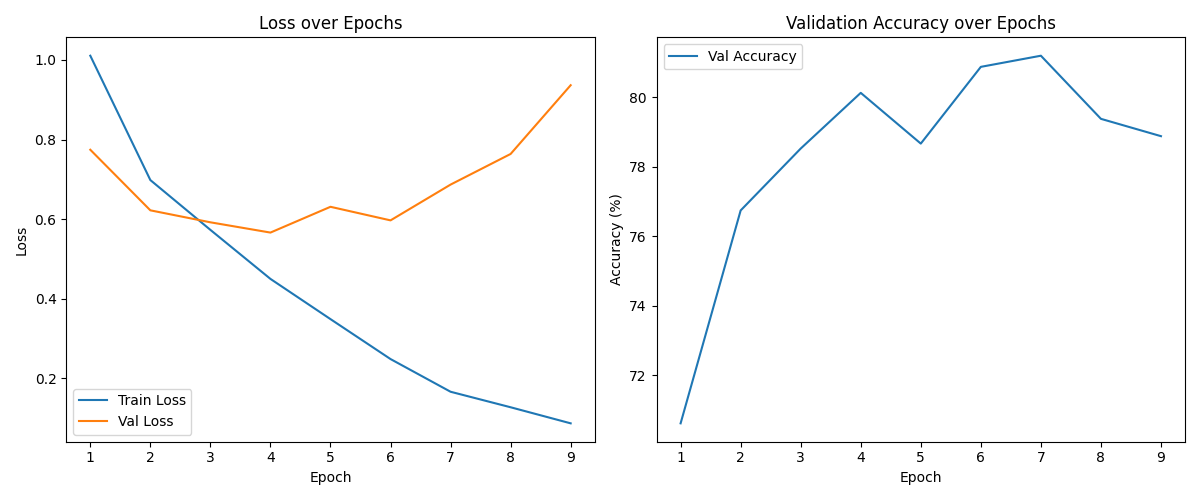 Loss over Epochs
1.0
0.8
0.6
0.4
0.2
Loss
Train Loss
Val Loss
1 2 3 4 5 6 7 8 9
Epoch
Validation Accuracy over Epochs
Val Accuracy
80
78
76
74
72
Accuracy (%)
1 2 3 4 5 6 7 8 9
Epoch